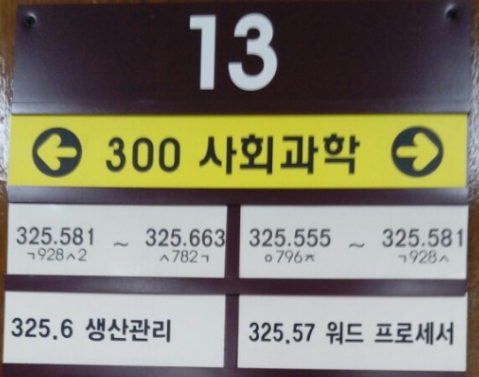 13
300 사회과학
325.581 ~ 325.663
ㄱ928ㅅ2 ㅅ782ㄱ
325.555 ~ 325.581
ㅇ796ㅈ ㄱ928ㅅ
325.6 생산관리
325.57 워드 프로세서